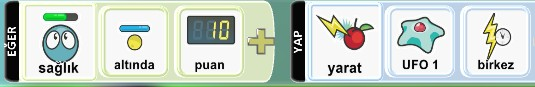 EĞER
sağlık
altında
10
puan
YAP
yarat
UFO 1
birkez